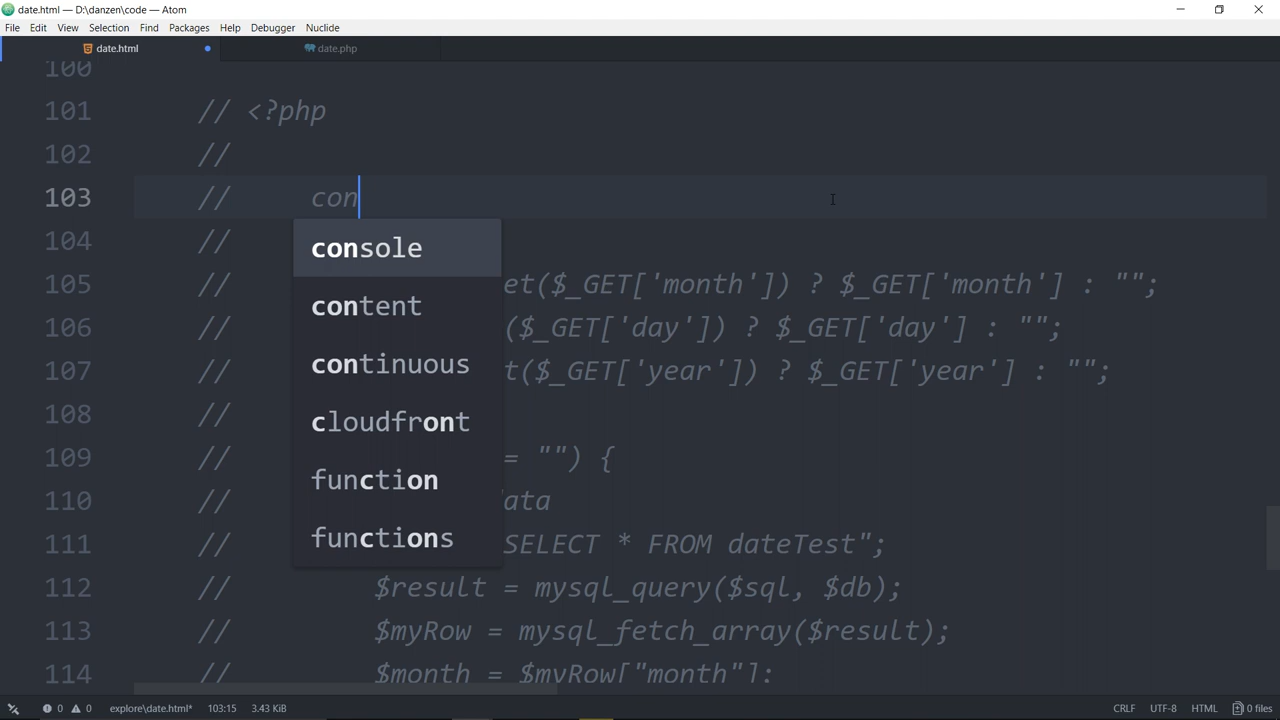 date.html — D:\danzen\code — Atom
File Edit View Selection Find Packages Help Debugger Nuclide
date.html date.php
100
101 // <?php
102 //
103 // con
104 //
console
105 // et($_GET['month']) ? $_GET['month'] : "";
content
106 // ($_GET['day']) ? $_GET['day'] : "";
107 // t($_GET['year']) ? $_GET['year'] : "";
continuous
108 //
cloudfront
109 // = "") {
function
110 // ata
111 // SELECT * FROM dateTest";
functions
112 // $result = mysql_query($sql, $db);
113 // $myRow = mysql_fetch_array($result);
114 // $month = $myRow["month"];
0 0 explore\date.html* 103:15 3.43 KiB CRLF UTF-8 HTML 0 files